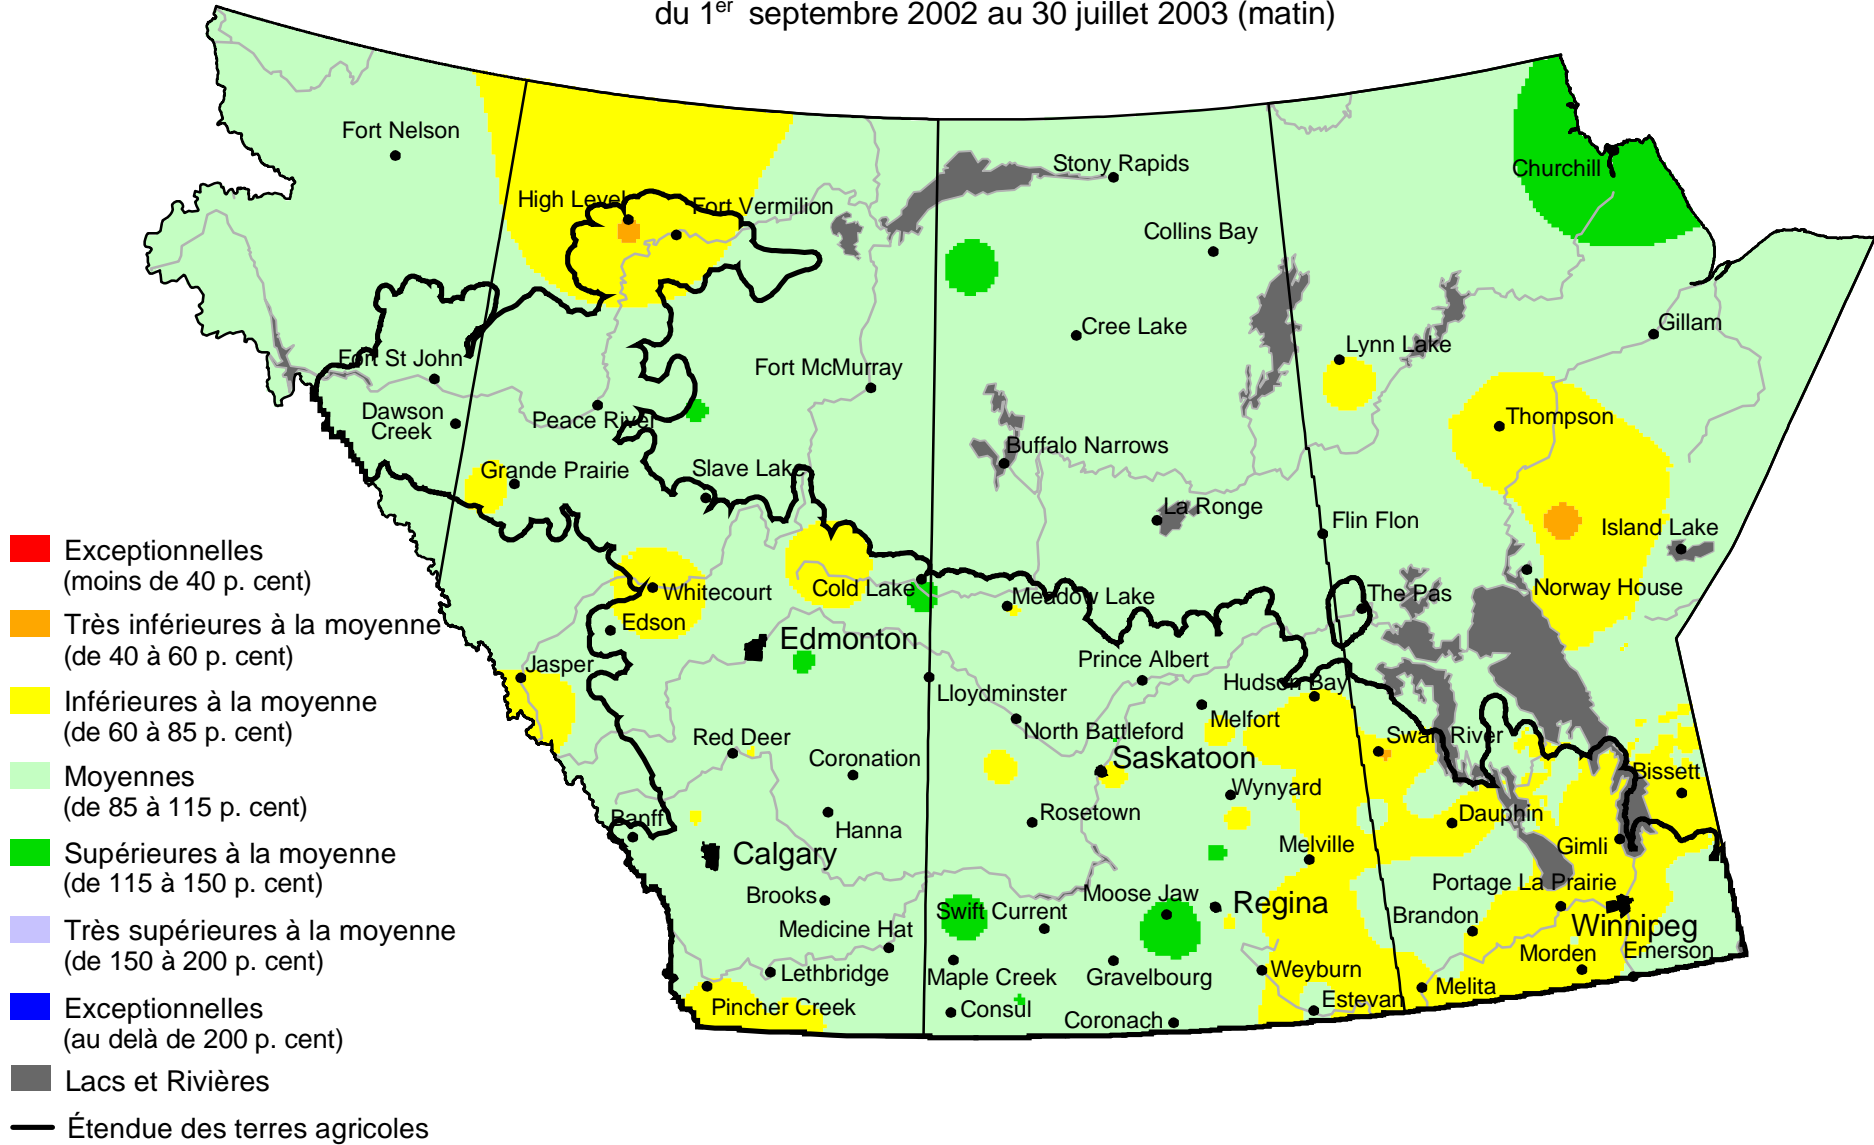 du 1er septembre 2002 au 30 juillet 2003 (matin)
Fort Nelson
Stony Rapids
Churchill
High Level
Fort Vermilion
Collins Bay
Cree Lake
Gillam
Lynn Lake
Fort St John
Fort McMurray
Dawson
Creek
Peace River
Thompson
Buffalo Narrows
Grande Prairie
Slave Lake
La Ronge
Flin Flon
Island Lake
Norway House
Whitecourt
Cold Lake
Meadow Lake
The Pas
Edson
Edmonton
Jasper
Prince Albert
Hudson Bay
Lloydminster
Melfort
North Battleford
Red Deer
Swan River
Coronation
Saskatoon
Bissett
Wynyard
Banff
Hanna
Rosetown
Dauphin
Calgary
Melville
Gimli
Brooks
Moose Jaw
Regina
Portage La Prairie
Swift Current
Brandon
Winnipeg
Medicine Hat
Morden
Emerson
Lethbridge
Maple Creek
Gravelbourg
Weyburn
Melita
Pincher Creek
Consul
Estevan
Coronach
Exceptionnelles
(moins de 40 p. cent)
Très inférieures à la moyenne
(de 40 à 60 p. cent)
Inférieures à la moyenne
(de 60 à 85 p. cent)
Moyennes
(de 85 à 115 p. cent)
Supérieures à la moyenne
(de 115 à 150 p. cent)
Très supérieures à la moyenne
(de 150 à 200 p. cent)
Exceptionnelles
(au delà de 200 p. cent)
Lacs et Rivières
Étendue des terres agricoles